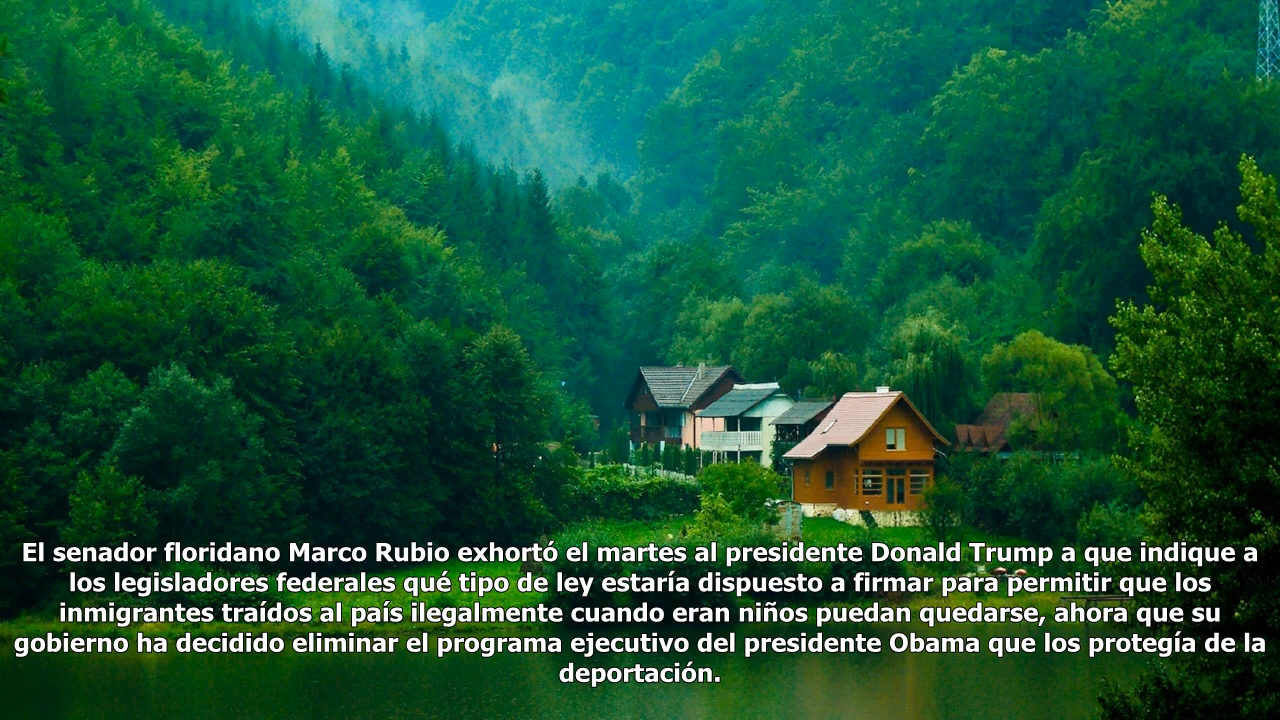 El senador floridano Marco Rubio exhortó el martes al presidente Donald Trump a que indique a
los legisladores federales qué tipo de ley estaría dispuesto a firmar para permitir que los
inmigrantes traídos al país ilegalmente cuando eran niños puedan quedarse, ahora que su
gobierno ha decidido eliminar el programa ejecutivo del presidente Obama que los protegía de la
deportación.